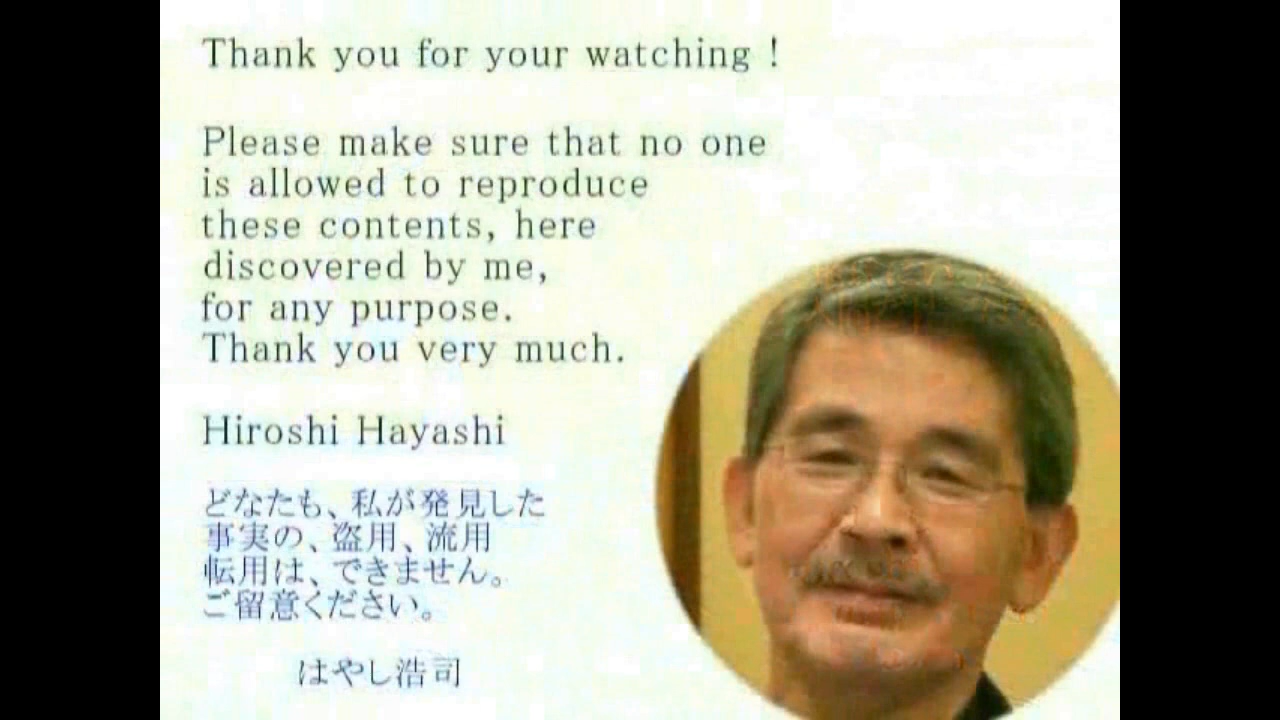 Thank you for your watching !
Please make sure that no one
is allowed to reproduce
these contents, here
discovered by me,
for any purpose.
Thank you very much.
Hiroshi Hayashi
どなたも、私が発見した
事実の、盗用、流用
転用は、できません。
ご留意ください。
はやし浩司